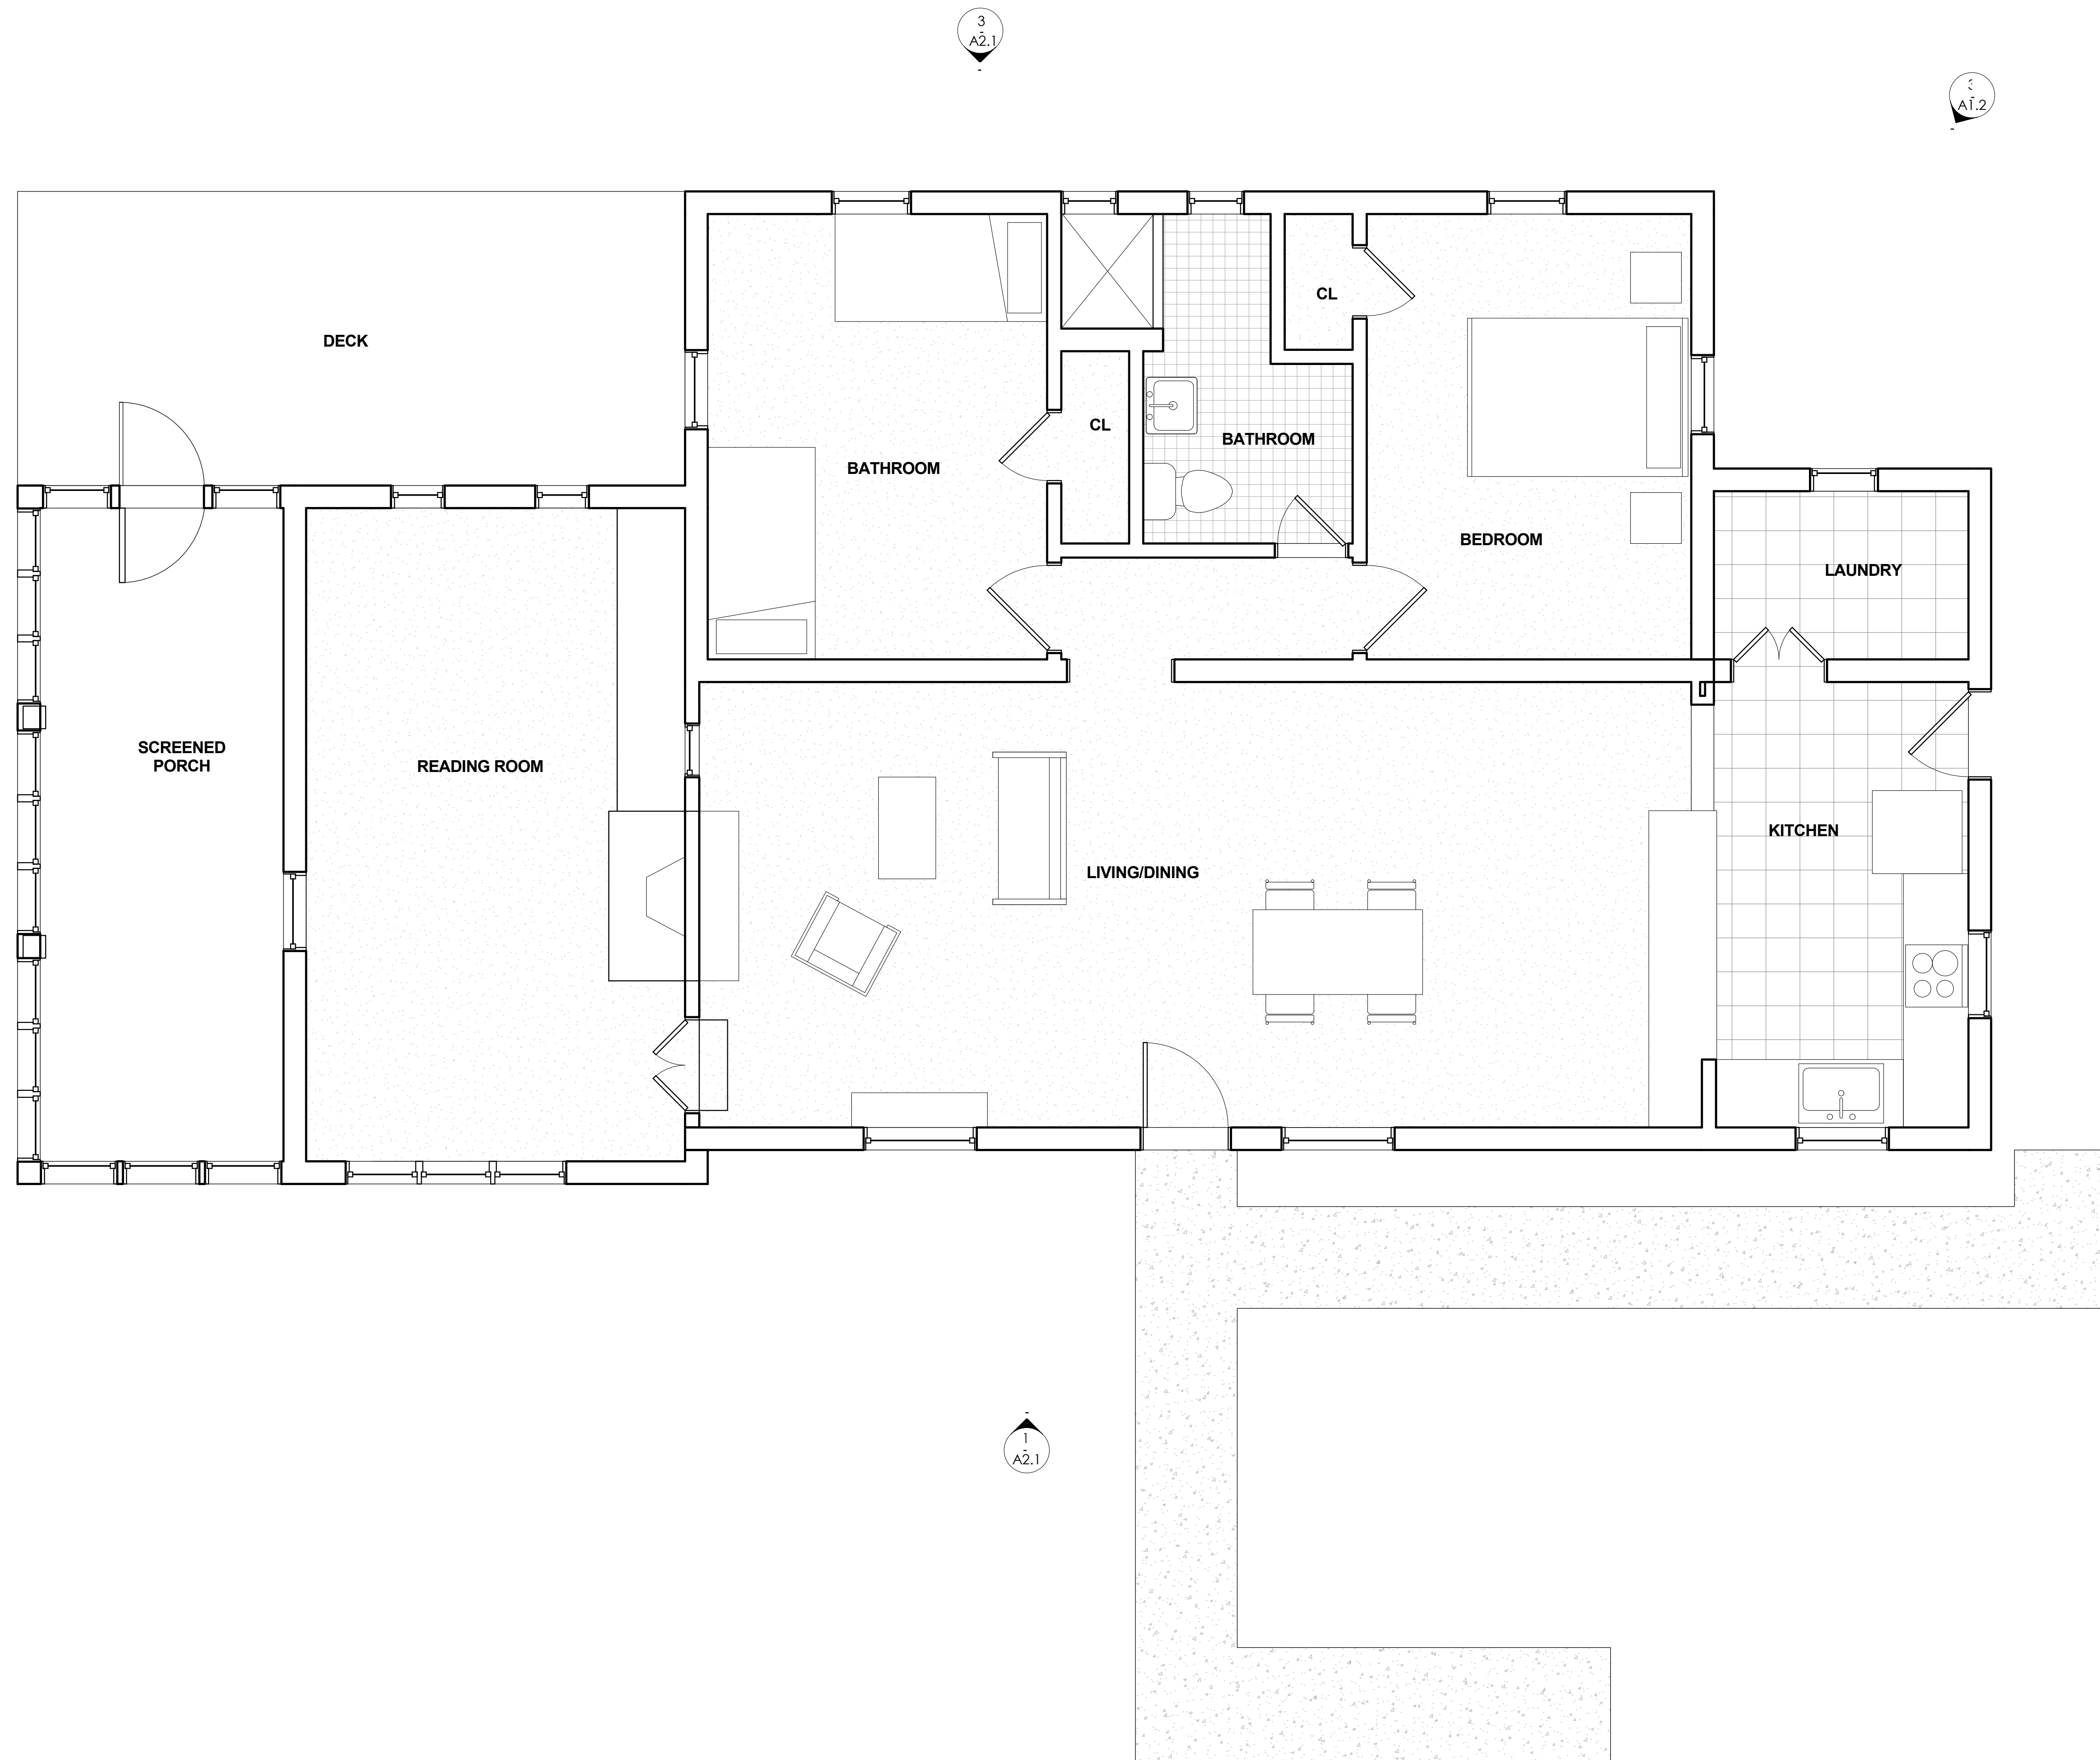 3
-
A2.1
-
-
A1.2
-
DECK
CL
CL
BATHROOM
BATHROOM
BEDROOM
LAUNDRY
SCREENED
PORCH
READING ROOM
LIVING/DINING
KITCHEN
-
1
-
A2.1